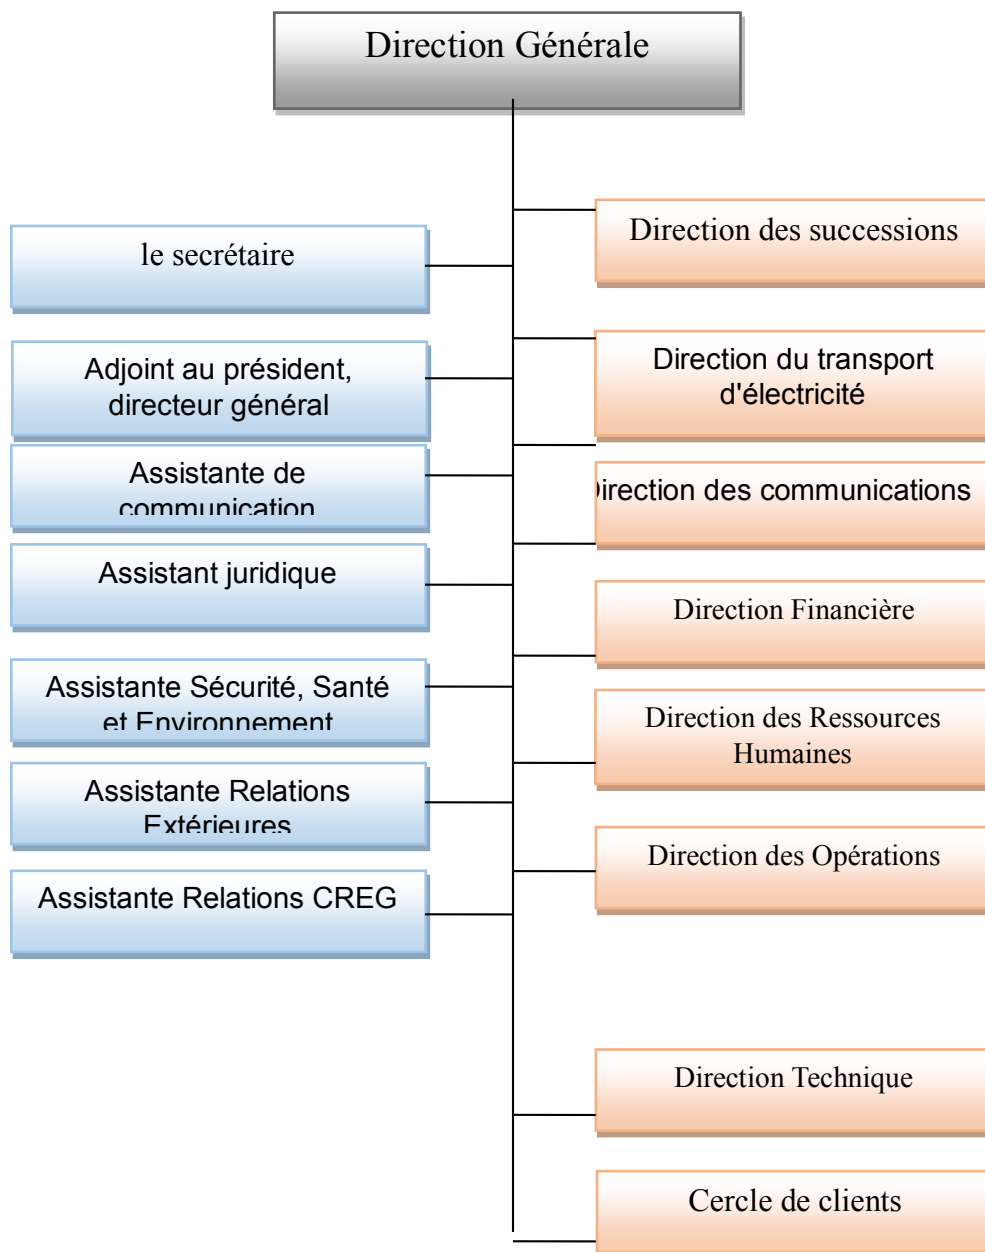 Direction Générale
le secrétaire
Adjoint au président,
directeur général
Assistante de
communication
Assistant juridique
Assistante Sécurité, Santé
et Environnement
Assistante Relations
Extérieures
Assistante Relations CREG
Direction des successions
Direction du transport
d'électricité
Direction des communications
Direction Financière
Direction des Ressources
Humaines
Direction des Opérations
Direction Technique
Cercle de clients